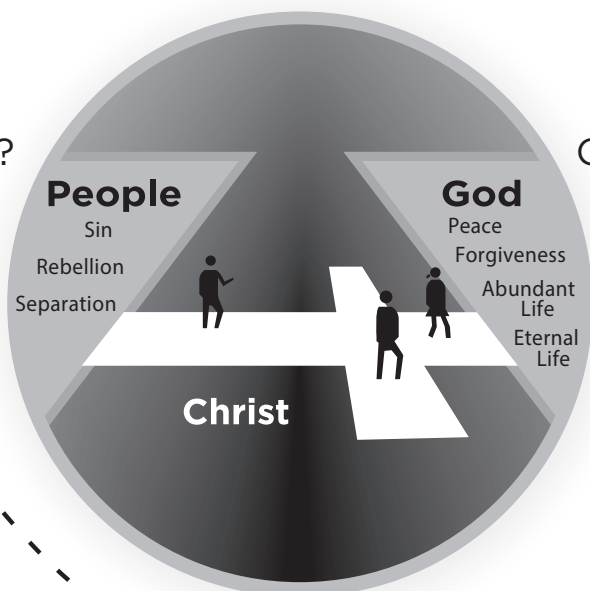 ?
People
Sin
Rebellion
Separation
God
Peace
Forgiveness
Abundant
Life
Eternal
Life
Christ